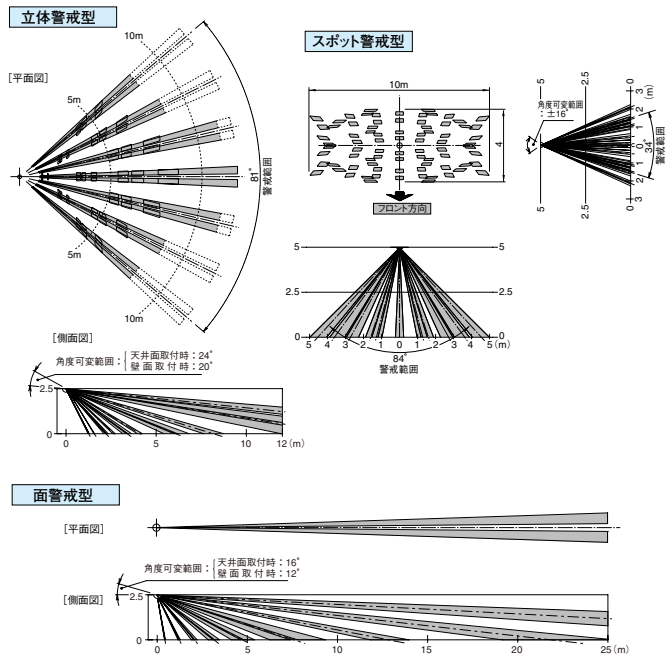 立体警戒型
[平面図]
10m
5m
5m
10m
81°
警戒範囲
[側面図]
角度可変範囲：
天井面取付時：24°
壁面取付時：20°
2.5
0
0 5 10 12（m）
スポット警戒型
10m
4
フロント方向
5 5
2.5 2.5
0 0
5 4 3 2 1 0 1 2 3 4 5（m）
84°
警戒範囲
5 2.5 0（m）
角度可変範囲
：±16°
3 2 1 0 1 2 3
34°
警戒範囲
5 2.5 0
面警戒型
[平面図]
角度可変範囲：
天井面取付時：16°
壁面取付時：12°
[側面図]
2.5
0
0 5 10 15 20 25（m）